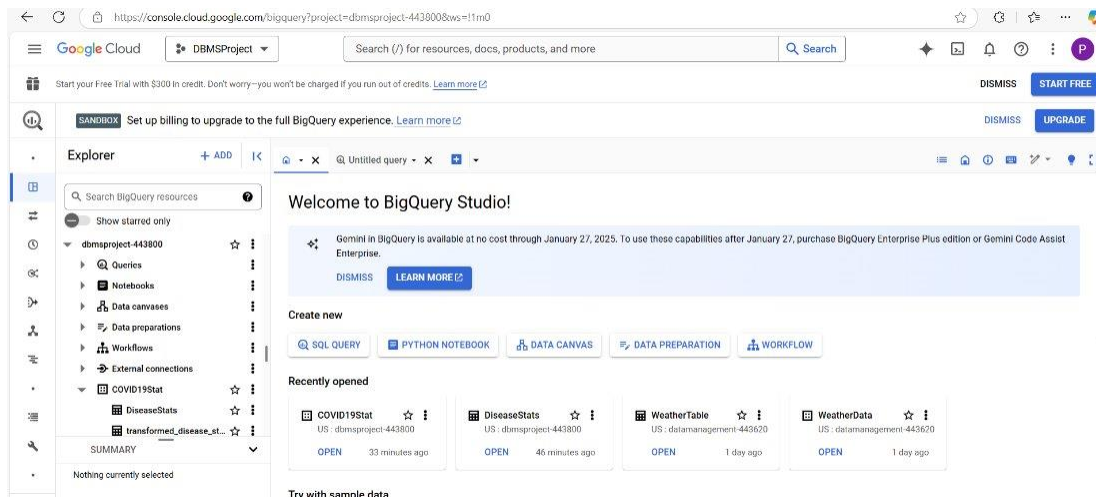 https://console.cloud.google.com/bigquery?project=dbmsproject-443800&ws=!1m0
Google Cloud
DBMSProject
Search (/) for resources, docs, products, and more
Search
P
Start your Free Trial with $300 in credit. Don't worry—you won't be charged if you run out of credits. Learn more
DISMISS
START FREE
SANDBOX Set up billing to upgrade to the full BigQuery experience. Learn more
DISMISS
UPGRADE
Explorer
+ ADD
Untitled query
Search BigQuery resources
Show starred only
dbmsproject-443800
Queries
Notebooks
Data canvases
Data preparations
Workflows
External connections
COVID19Stat
DiseaseStats
transformed_disease_st...
SUMMARY
Nothing currently selected
Welcome to BigQuery Studio!
Gemini in BigQuery is available at no cost through January 27, 2025. To use these capabilities after January 27, purchase BigQuery Enterprise Plus edition or Gemini Code Assist
Enterprise.
DISMISS
LEARN MORE
Create new
SQL QUERY
PYTHON NOTEBOOK
DATA CANVAS
DATA PREPARATION
WORKFLOW
Recently opened
COVID19Stat
US : dbmsproject-443800
OPEN 33 minutes ago
DiseaseStats
US : dbmsproject-443800
OPEN 46 minutes ago
WeatherTable
US : datamanagement-443620
OPEN 1 day ago
WeatherData
US : datamanagement-443620
OPEN 1 day ago
Try with sample data